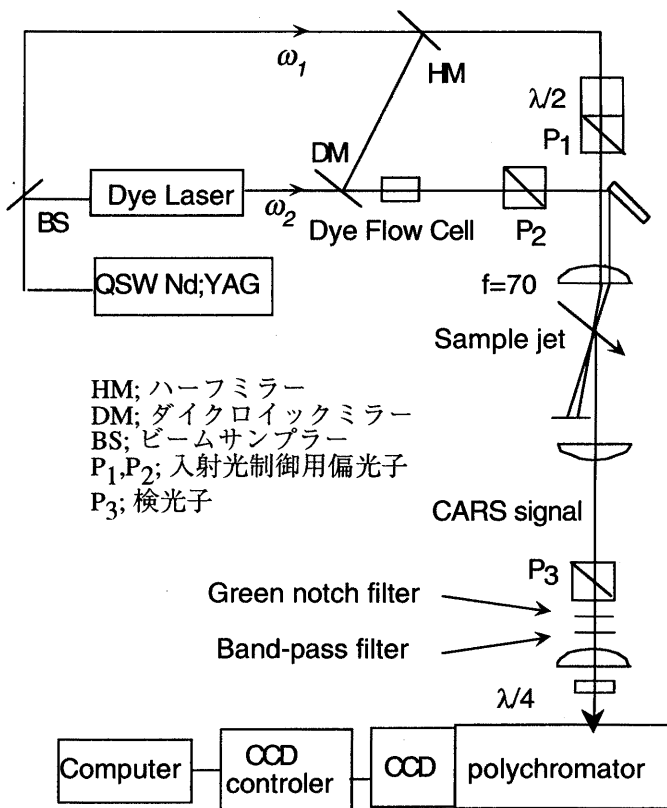 ω1
HM
λ/2
P1
DM
Dye Laser
BS
ω2
Dye Flow Cell
P2
QSW Nd;YAG
f=70
Sample jet
HM; ハーフミラー
DM; ダイクロイックミラー
BS; ビームサンプラー
P1,P2; 入射光制御用偏光子
P3; 検光子
CARS signal
P3
Green notch filter
Band-pass filter
λ/4
Computer
CCD
controler
CCD
polychromator